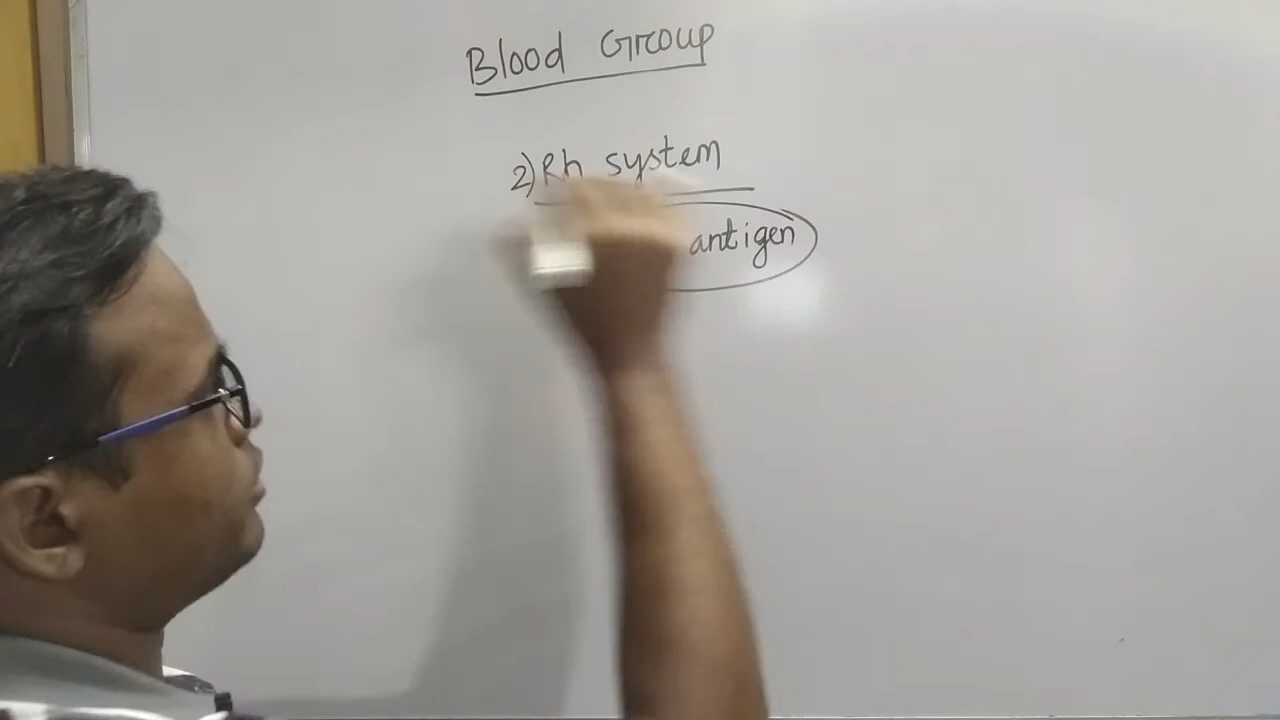 Blood Group
2) Rh system
antigen